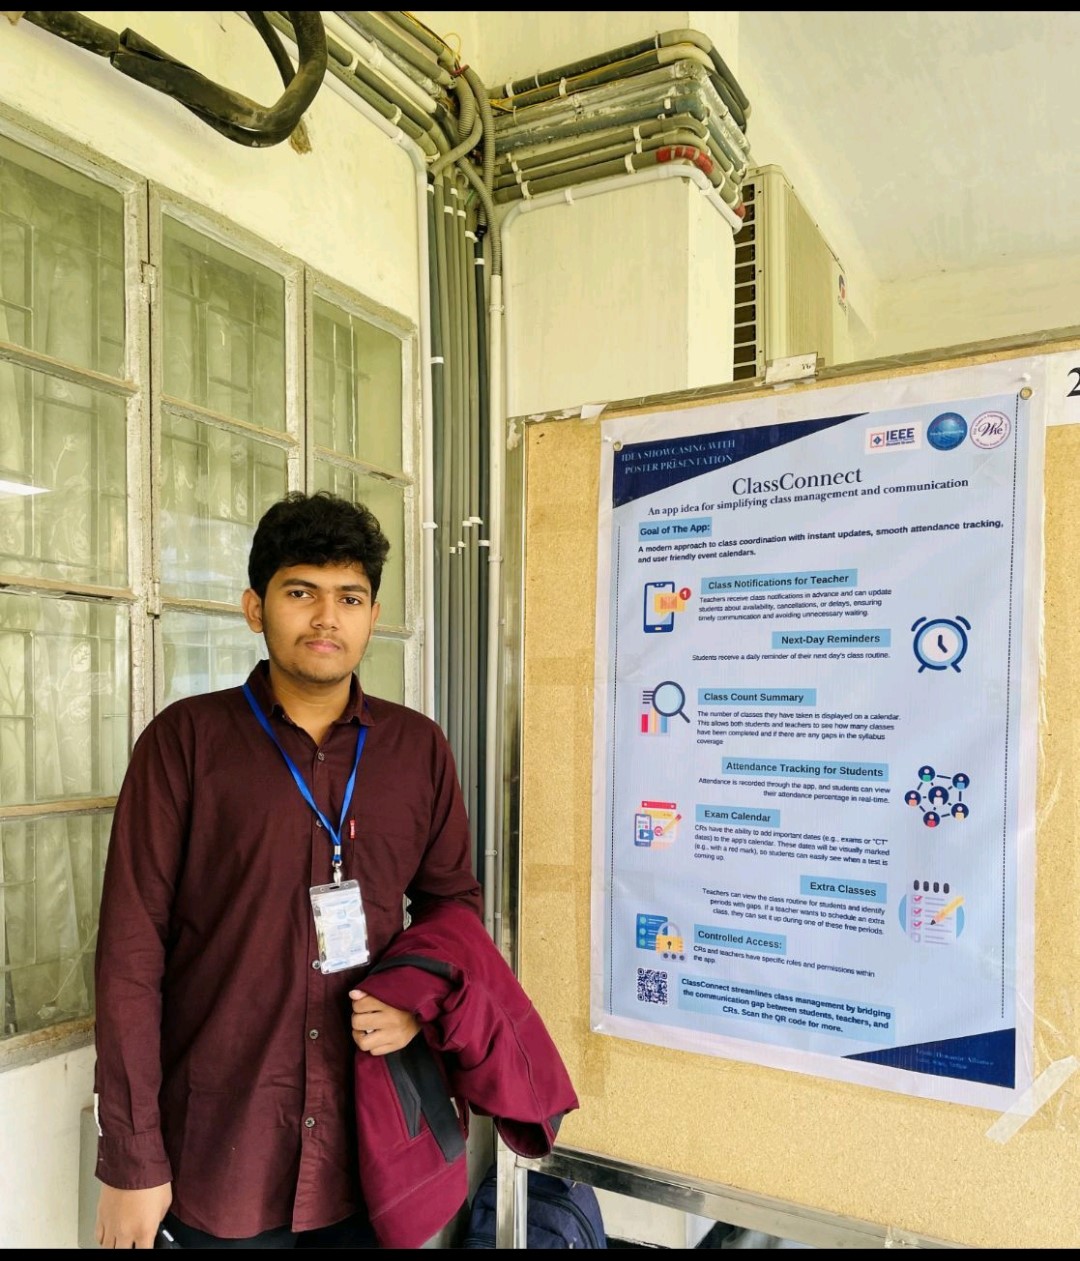 IDEA SHOWCASING WITH
POSTER PRESENTATION
IEEE
ClassConnect
An app idea for simplifying class management and communication
Goal of The App:
A modern approach to class coordination with instant updates, smooth attendance tracking,
and user friendly event calendars.
Class Notifications for Teacher
Teachers receive class notifications in advance and can update
students about availability, cancellations, or delays, ensuring
timely communication and avoiding unnecessary waiting.
Next-Day Reminders
Students receive a daily reminder of their next day's class routine.
Class Count Summary
The number of classes they have taken is displayed on a calendar.
This allows both students and teachers to see how many classes
have been completed and if there are any gaps in the syllabus
coverage
Attendance Tracking for Students
Attendance is recorded through the app, and students can view
their attendance percentage in real-time.
Exam Calendar
CRs have the ability to add important dates (e.g., exams or "CT"
dates) to the app's calendar. These dates will be visually marked
(e.g., with a red mark), so students can easily see when a test is
coming up.
Extra Classes
Teachers can view the class routine for students and identify
periods with gaps. If a teacher wants to schedule an extra
class, they can set it up during one of these free periods.
Controlled Access:
CRs and teachers have specific roles and permissions within
the app.
ClassConnect streamlines class management by bridging
the communication gap between students, teachers, and
CRs. Scan the QR code for more.
2